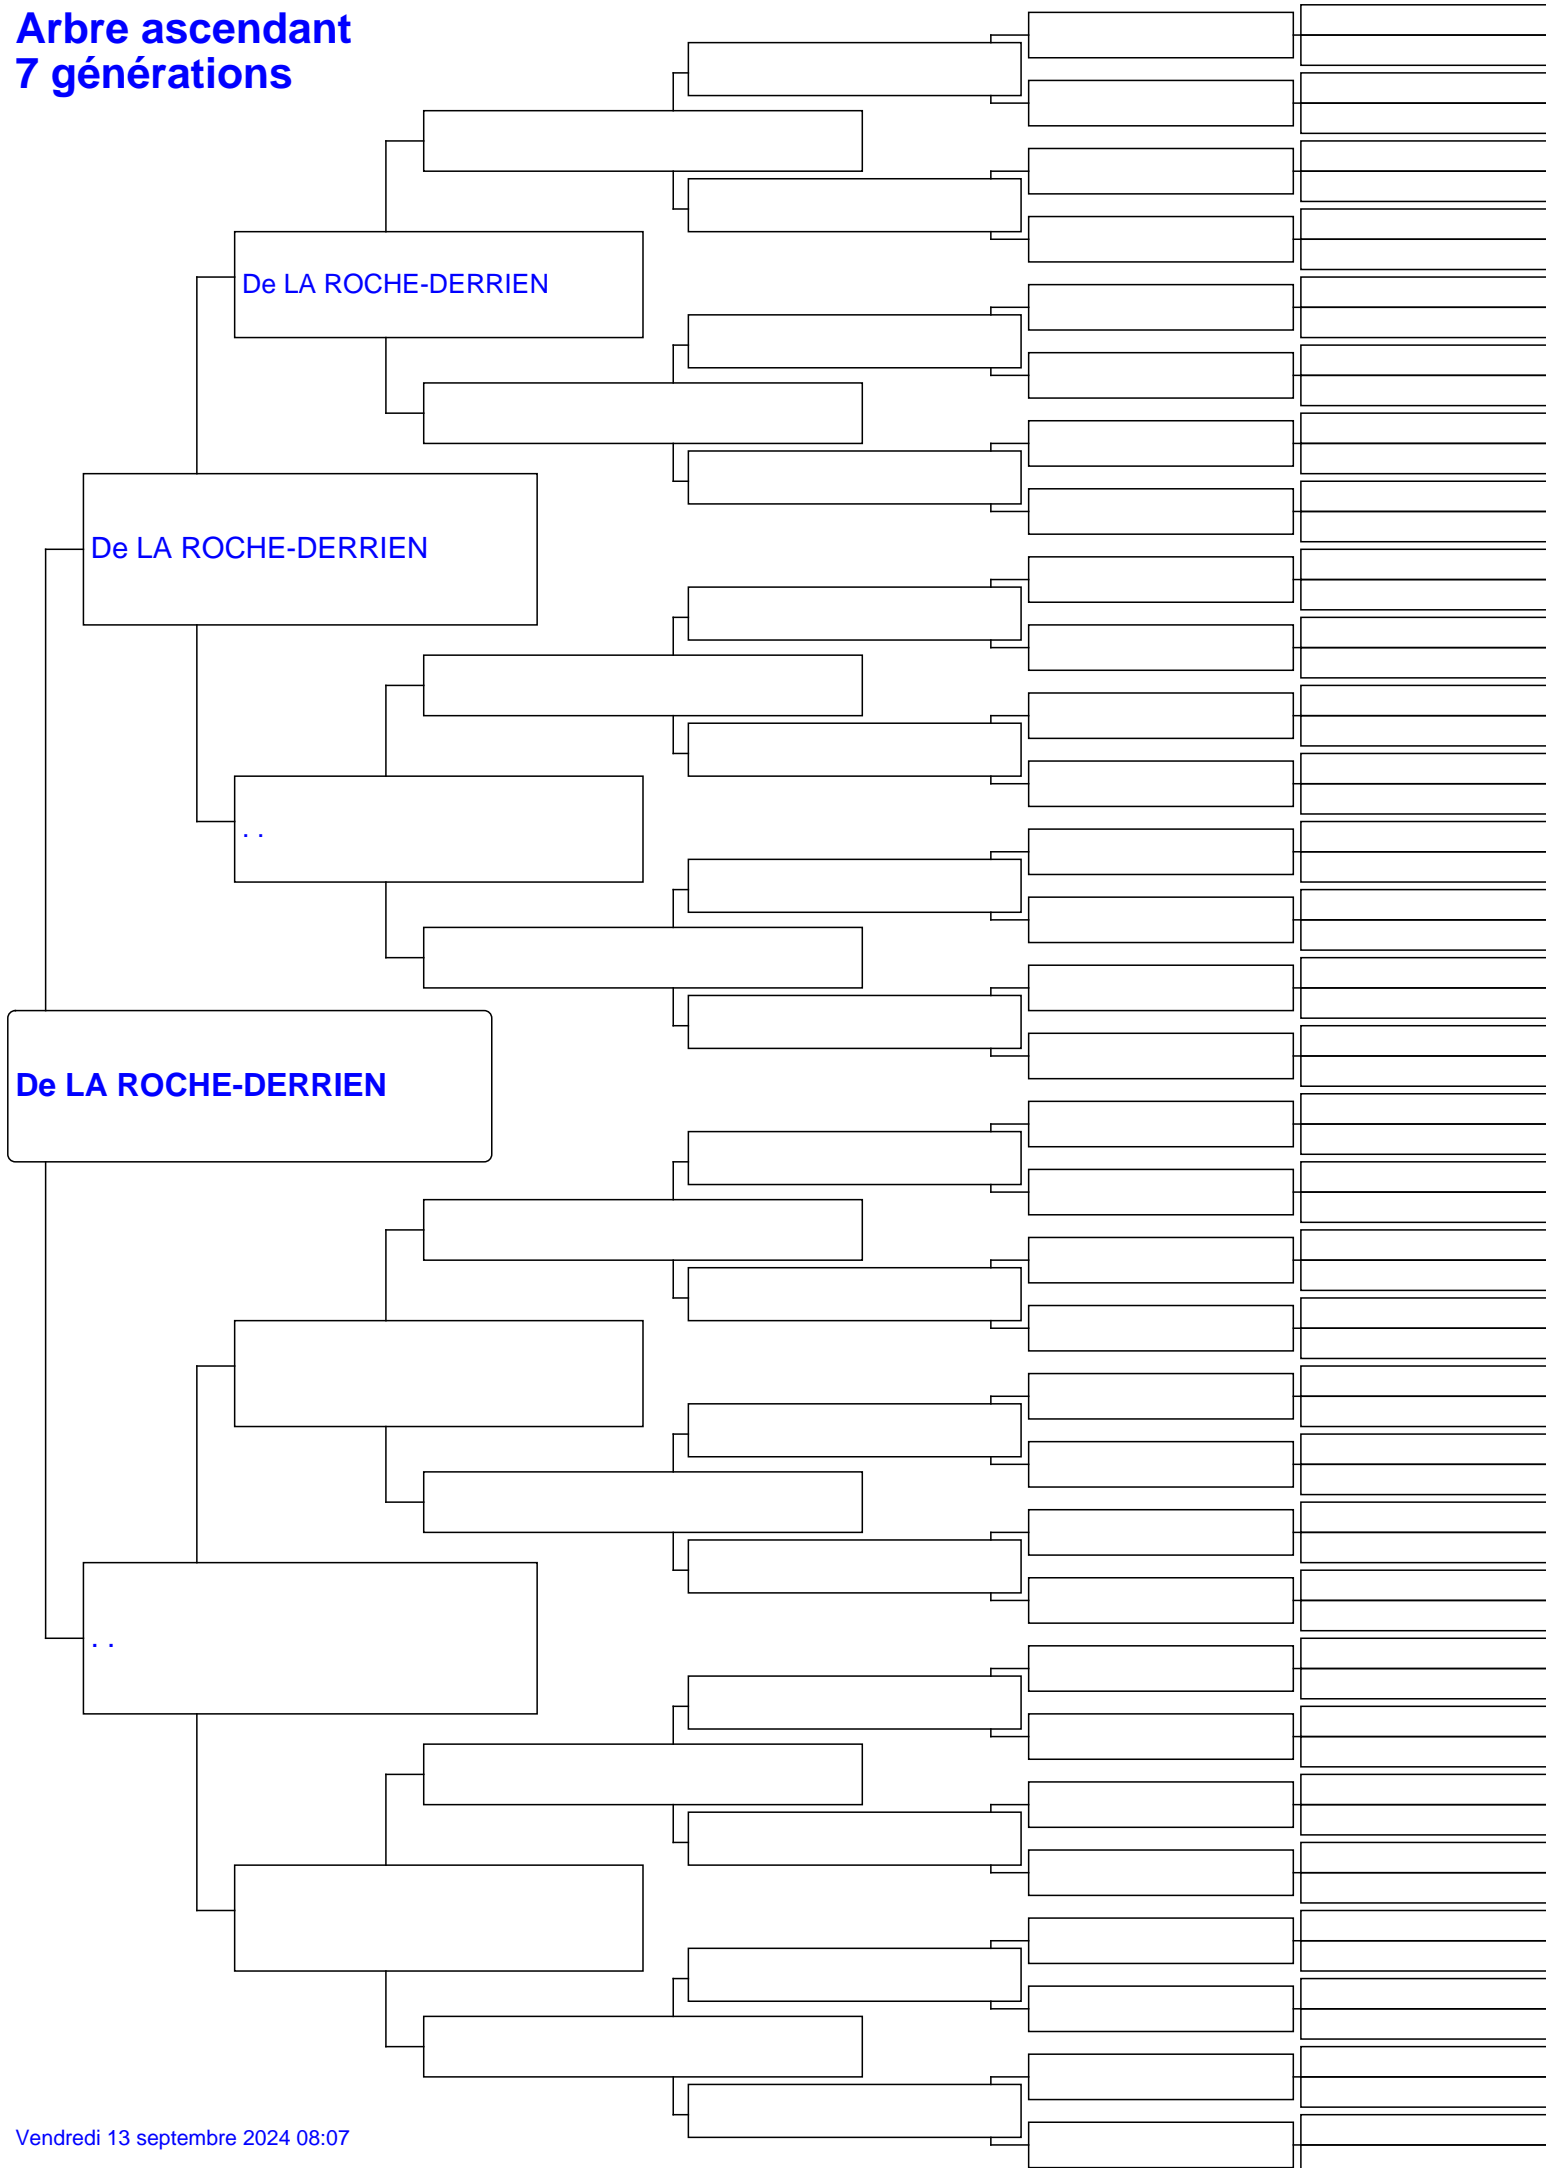 Arbre ascendant
7 générations
De LA ROCHE-DERRIEN
De LA ROCHE-DERRIEN
. .
De LA ROCHE-DERRIEN
. .
Vendredi 13 septembre 2024 08:07